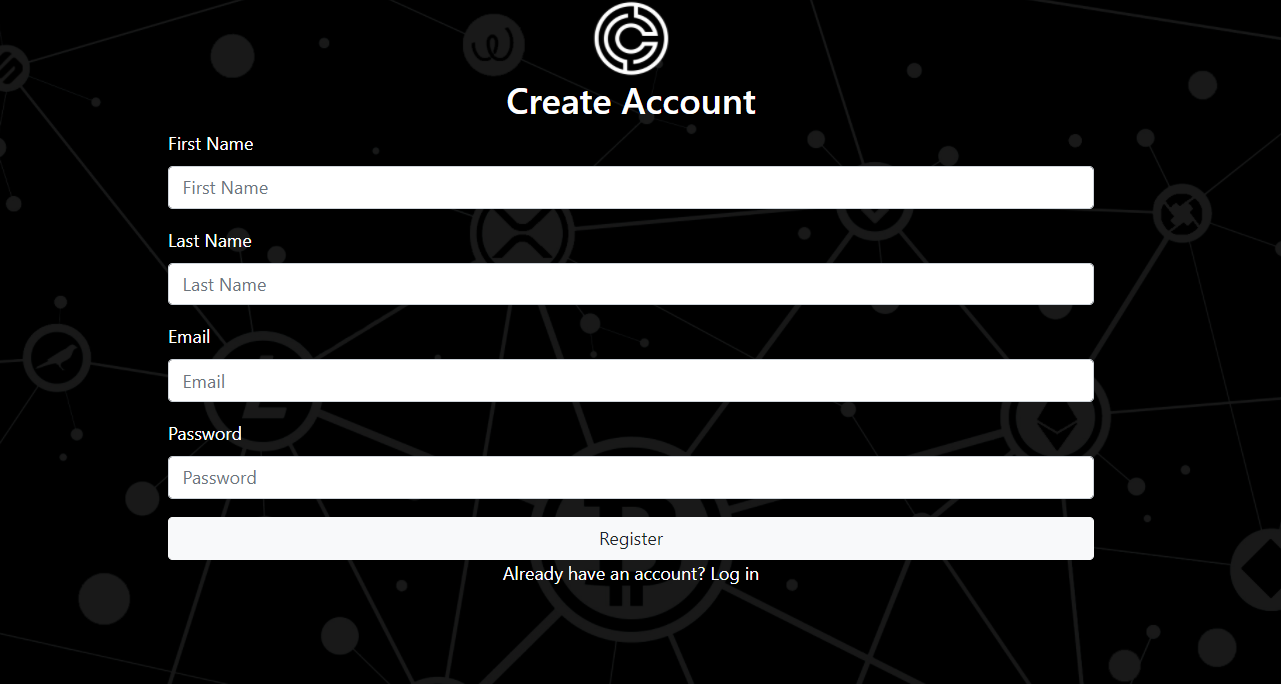 Create Account
First Name
First Name
Last Name
Last Name
Email
Email
Password
Password
Register
Already have an account? Log in